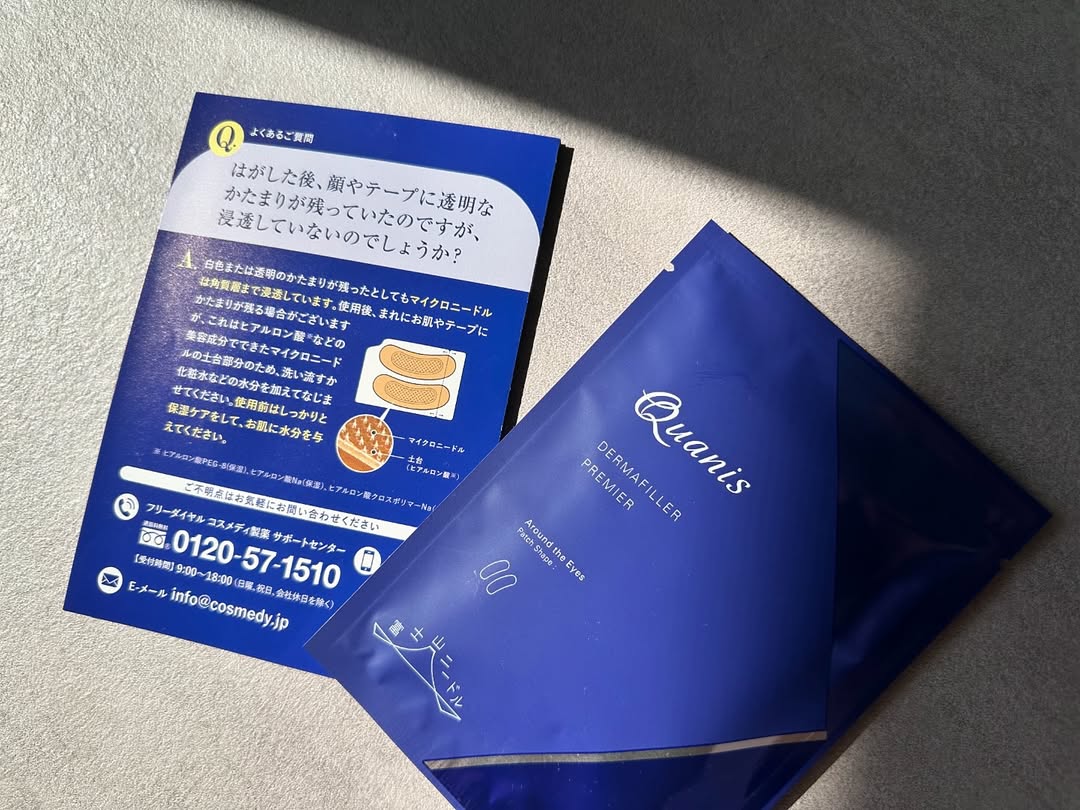 Q.
よくあるご質問
はがした後、顔やテープに透明な
かたまりが残っていたのですが、
浸透していないのでしょうか?
A.
白色または透明のかたまりが残ったとしてもマイクロニードル
は角質層まで浸透しています。使用後、まれにお肌やテープに
かたまりが残る場合がございます
が、これはヒアルロン酸※などの
美容成分でできたマイクロニード
ルの土台部分のため、洗い流すか
化粧水などの水分を加えてなじま
せてください。使用前はしっかりと
保湿ケアをして、お肌に水分を与
えてください。
マイクロニードル
土台
(ヒアルロン酸※)
※ ヒアルロン酸PEG-8(保湿)、ヒアルロン酸Na(保湿)、ヒアルロン酸クロスポリマーNa(
ご不明点はお気軽にお問い合わせください
フリーダイヤル コスメディ製薬 サポートセンター
通話料無料
0120-57-1510
【受付時間】9:00〜18:00(日曜、祝日、会社休日を除く)
E-メール info@cosmedy.jp
Quanis
DERMAFILLER
PREMIER
Around the Eyes
Patch Shape :
富士山ニードル